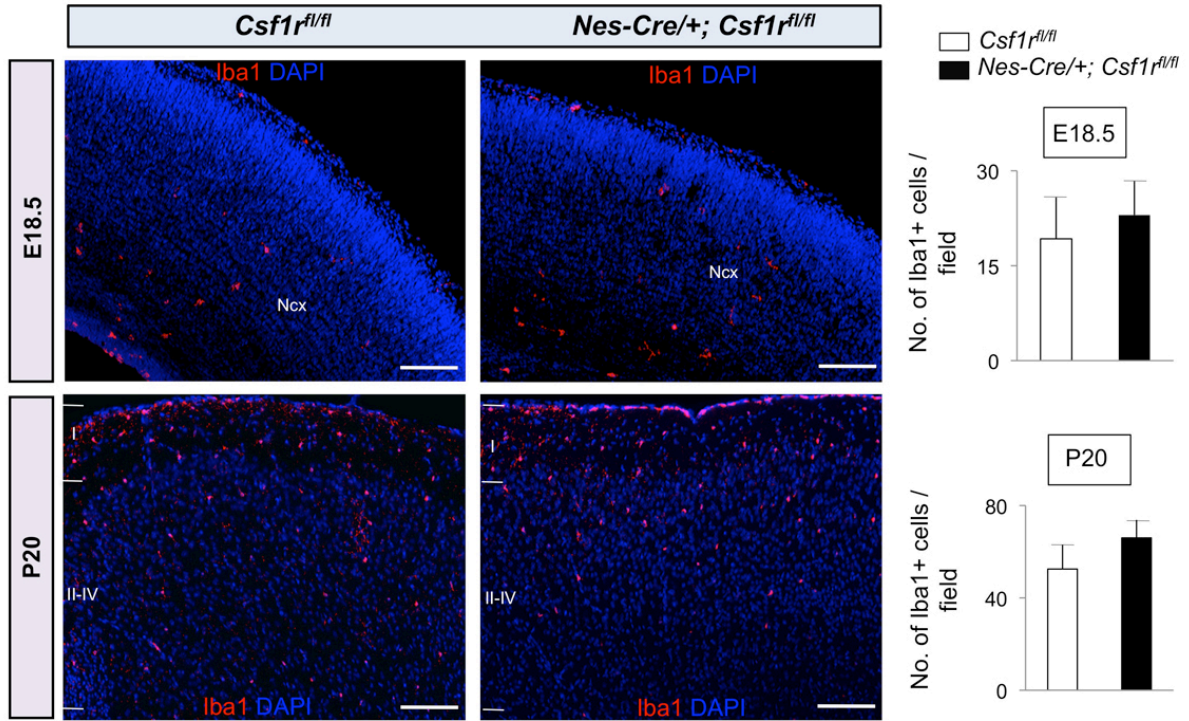 Csf1r^fl/fl Nes-Cre/+; Csf1r^fl/fl
Csf1r^fl/fl
Nes-Cre/+; Csf1r^fl/fl
E18.5
Iba1 DAPI
Ncx
Iba1 DAPI
Ncx
E18.5
No. of Iba1+ cells /
field
30
15
0
P20
I
II-IV
Iba1 DAPI
I
II-IV
Iba1 DAPI
P20
No. of Iba1+ cells /
field
80
40
0